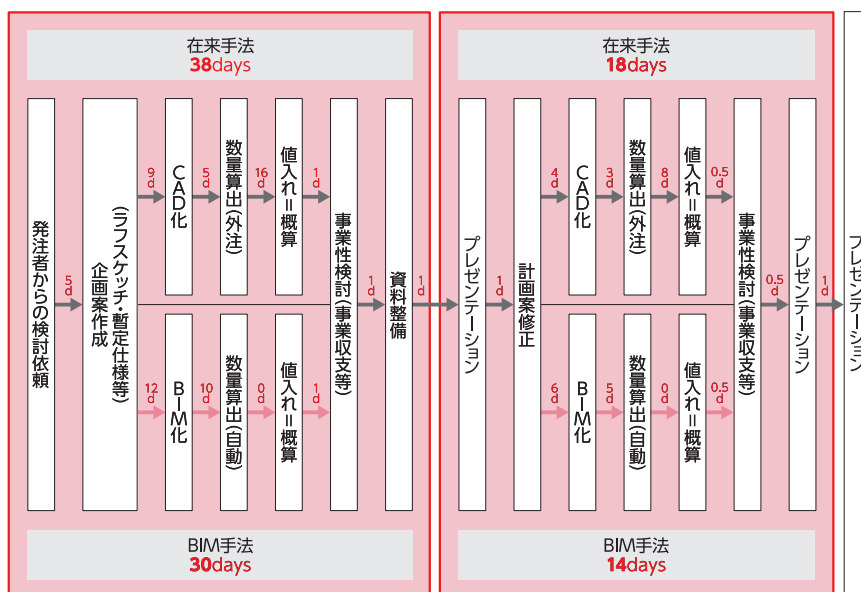 在来手法
38days
発注者からの検討依頼
5d
企画案作成
(ラフスケッチ・暫定仕様等)
9d
CAD化
5d
数量算出(外注)
16d
値入れ=概算
1d
12d
BIM化
10d
数量算出(自動)
0d
値入れ=概算
1d
事業性検討(事業収支等)
1d
資料整備
1d
BIM手法
30days
在来手法
18days
プレゼンテーション
1d
計画案修正
4d
CAD化
3d
数量算出(外注)
8d
値入れ=概算
0.5d
6d
BIM化
5d
数量算出(自動)
0d
値入れ=概算
0.5d
事業性検討(事業収支等)
0.5d
プレゼンテーション
1d
BIM手法
14days
プレゼンテーション